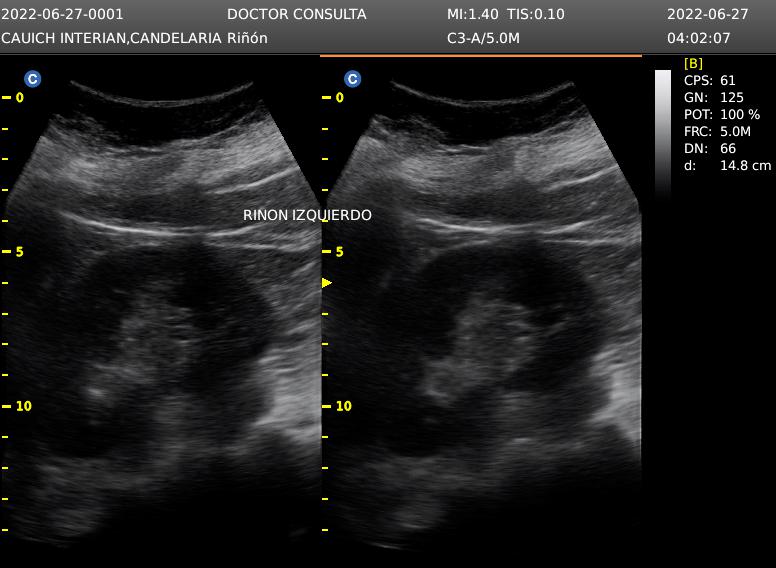 2022-06-27-0001 DOCTOR CONSULTA MI:1.40 TIS:0.10 2022-06-27
CAUICH INTERIAN,CANDELARIA Riñón C3-A/5.0M 04:02:07
[B]
CPS: 61
GN: 125
POT: 100 %
FRC: 5.0M
DN: 66
d: 14.8 cm
C C
0 0
RINON IZQUIERDO
5 5
10 10